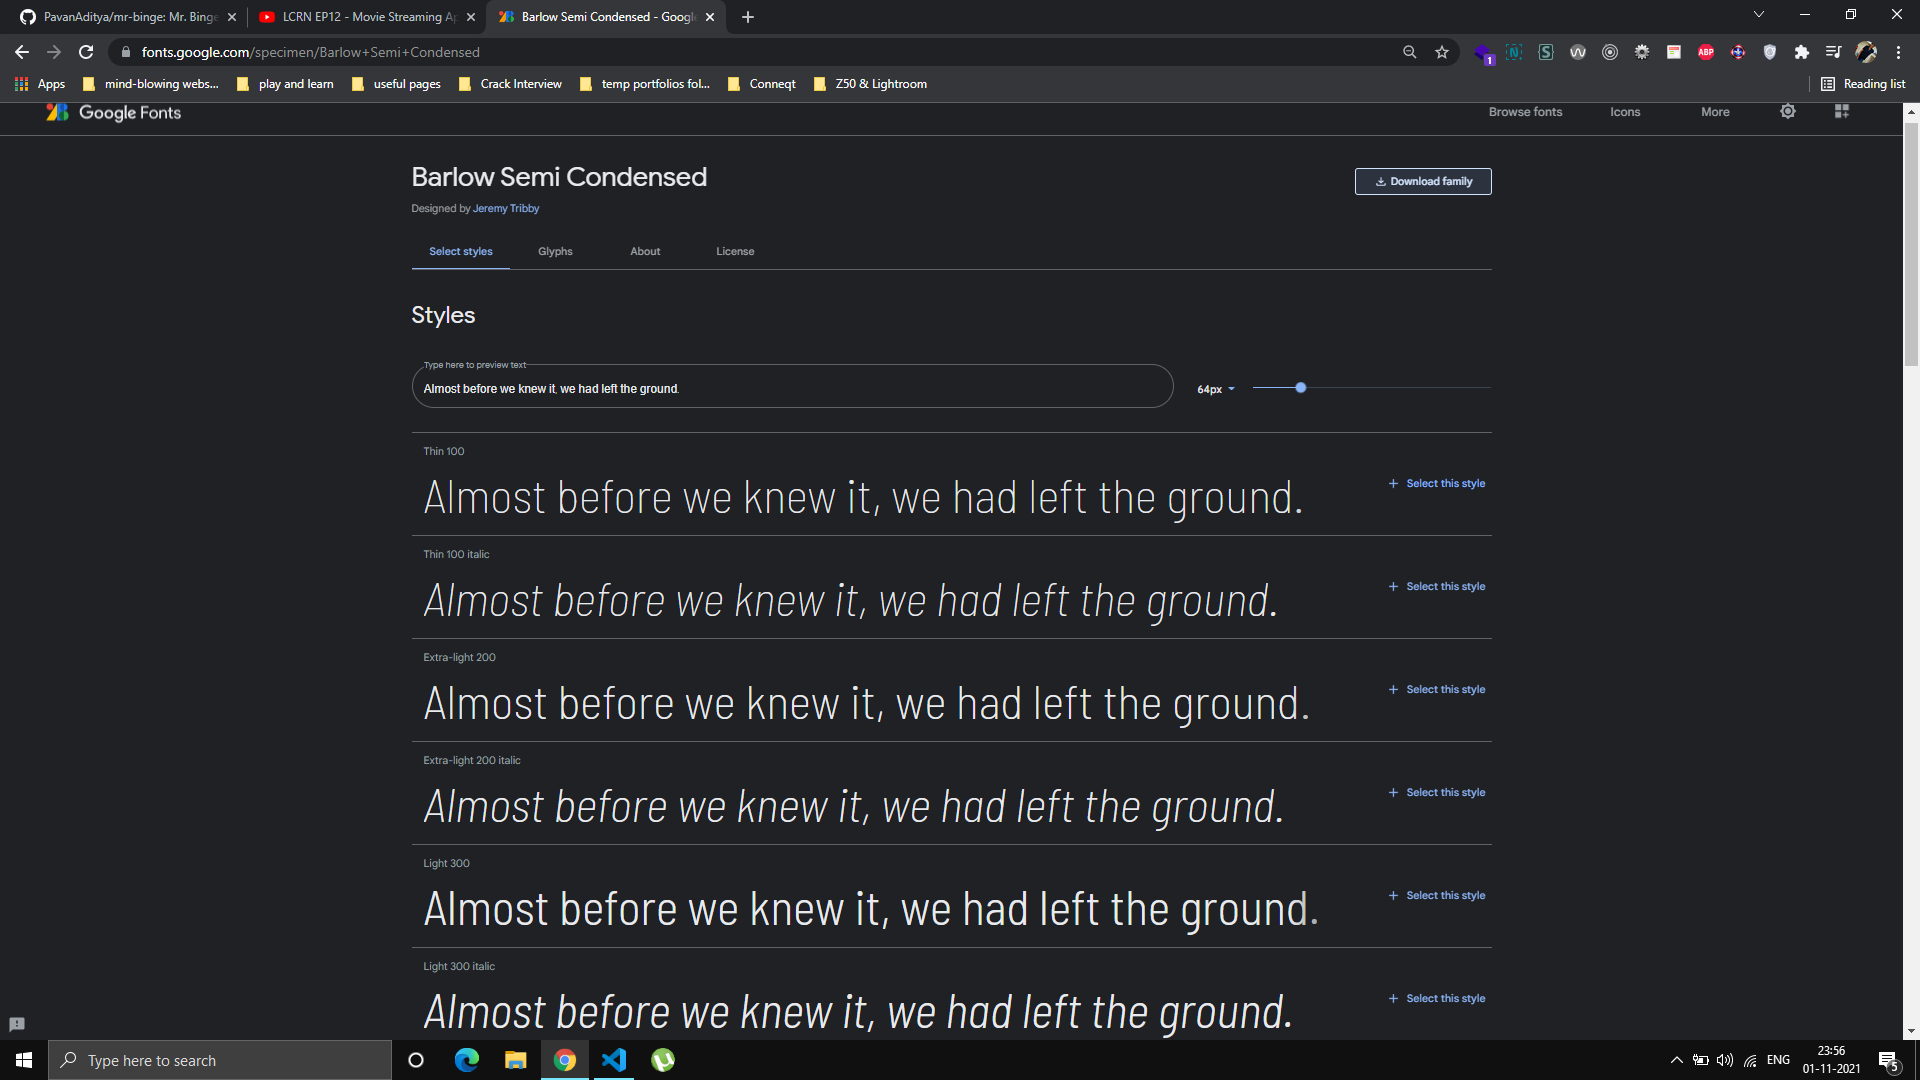 PavanAditya/mr-binge: Mr. Binge
LCRN EP12 - Movie Streaming Ap
Barlow Semi Condensed - Google
fonts.google.com/specimen/Barlow+Semi+Condensed
1
ABP
Apps
mind-blowing webs...
play and learn
useful pages
Crack Interview
temp portfolios fol...
Conneqt
Z50 & Lightroom
Reading list
Google Fonts
Browse fonts
Icons
More
Barlow Semi Condensed
Download family
Designed by Jeremy Tribby
Select styles
Glyphs
About
License
Styles
Type here to preview text
Almost before we knew it, we had left the ground.
64px
Thin 100
Almost before we knew it, we had left the ground.
+ Select this style
Thin 100 italic
Almost before we knew it, we had left the ground.
+ Select this style
Extra-light 200
Almost before we knew it, we had left the ground.
+ Select this style
Extra-light 200 italic
Almost before we knew it, we had left the ground.
+ Select this style
Light 300
Almost before we knew it, we had left the ground.
+ Select this style
Light 300 italic
Almost before we knew it, we had left the ground.
+ Select this style
Type here to search
ENG
23:56
01-11-2021
5